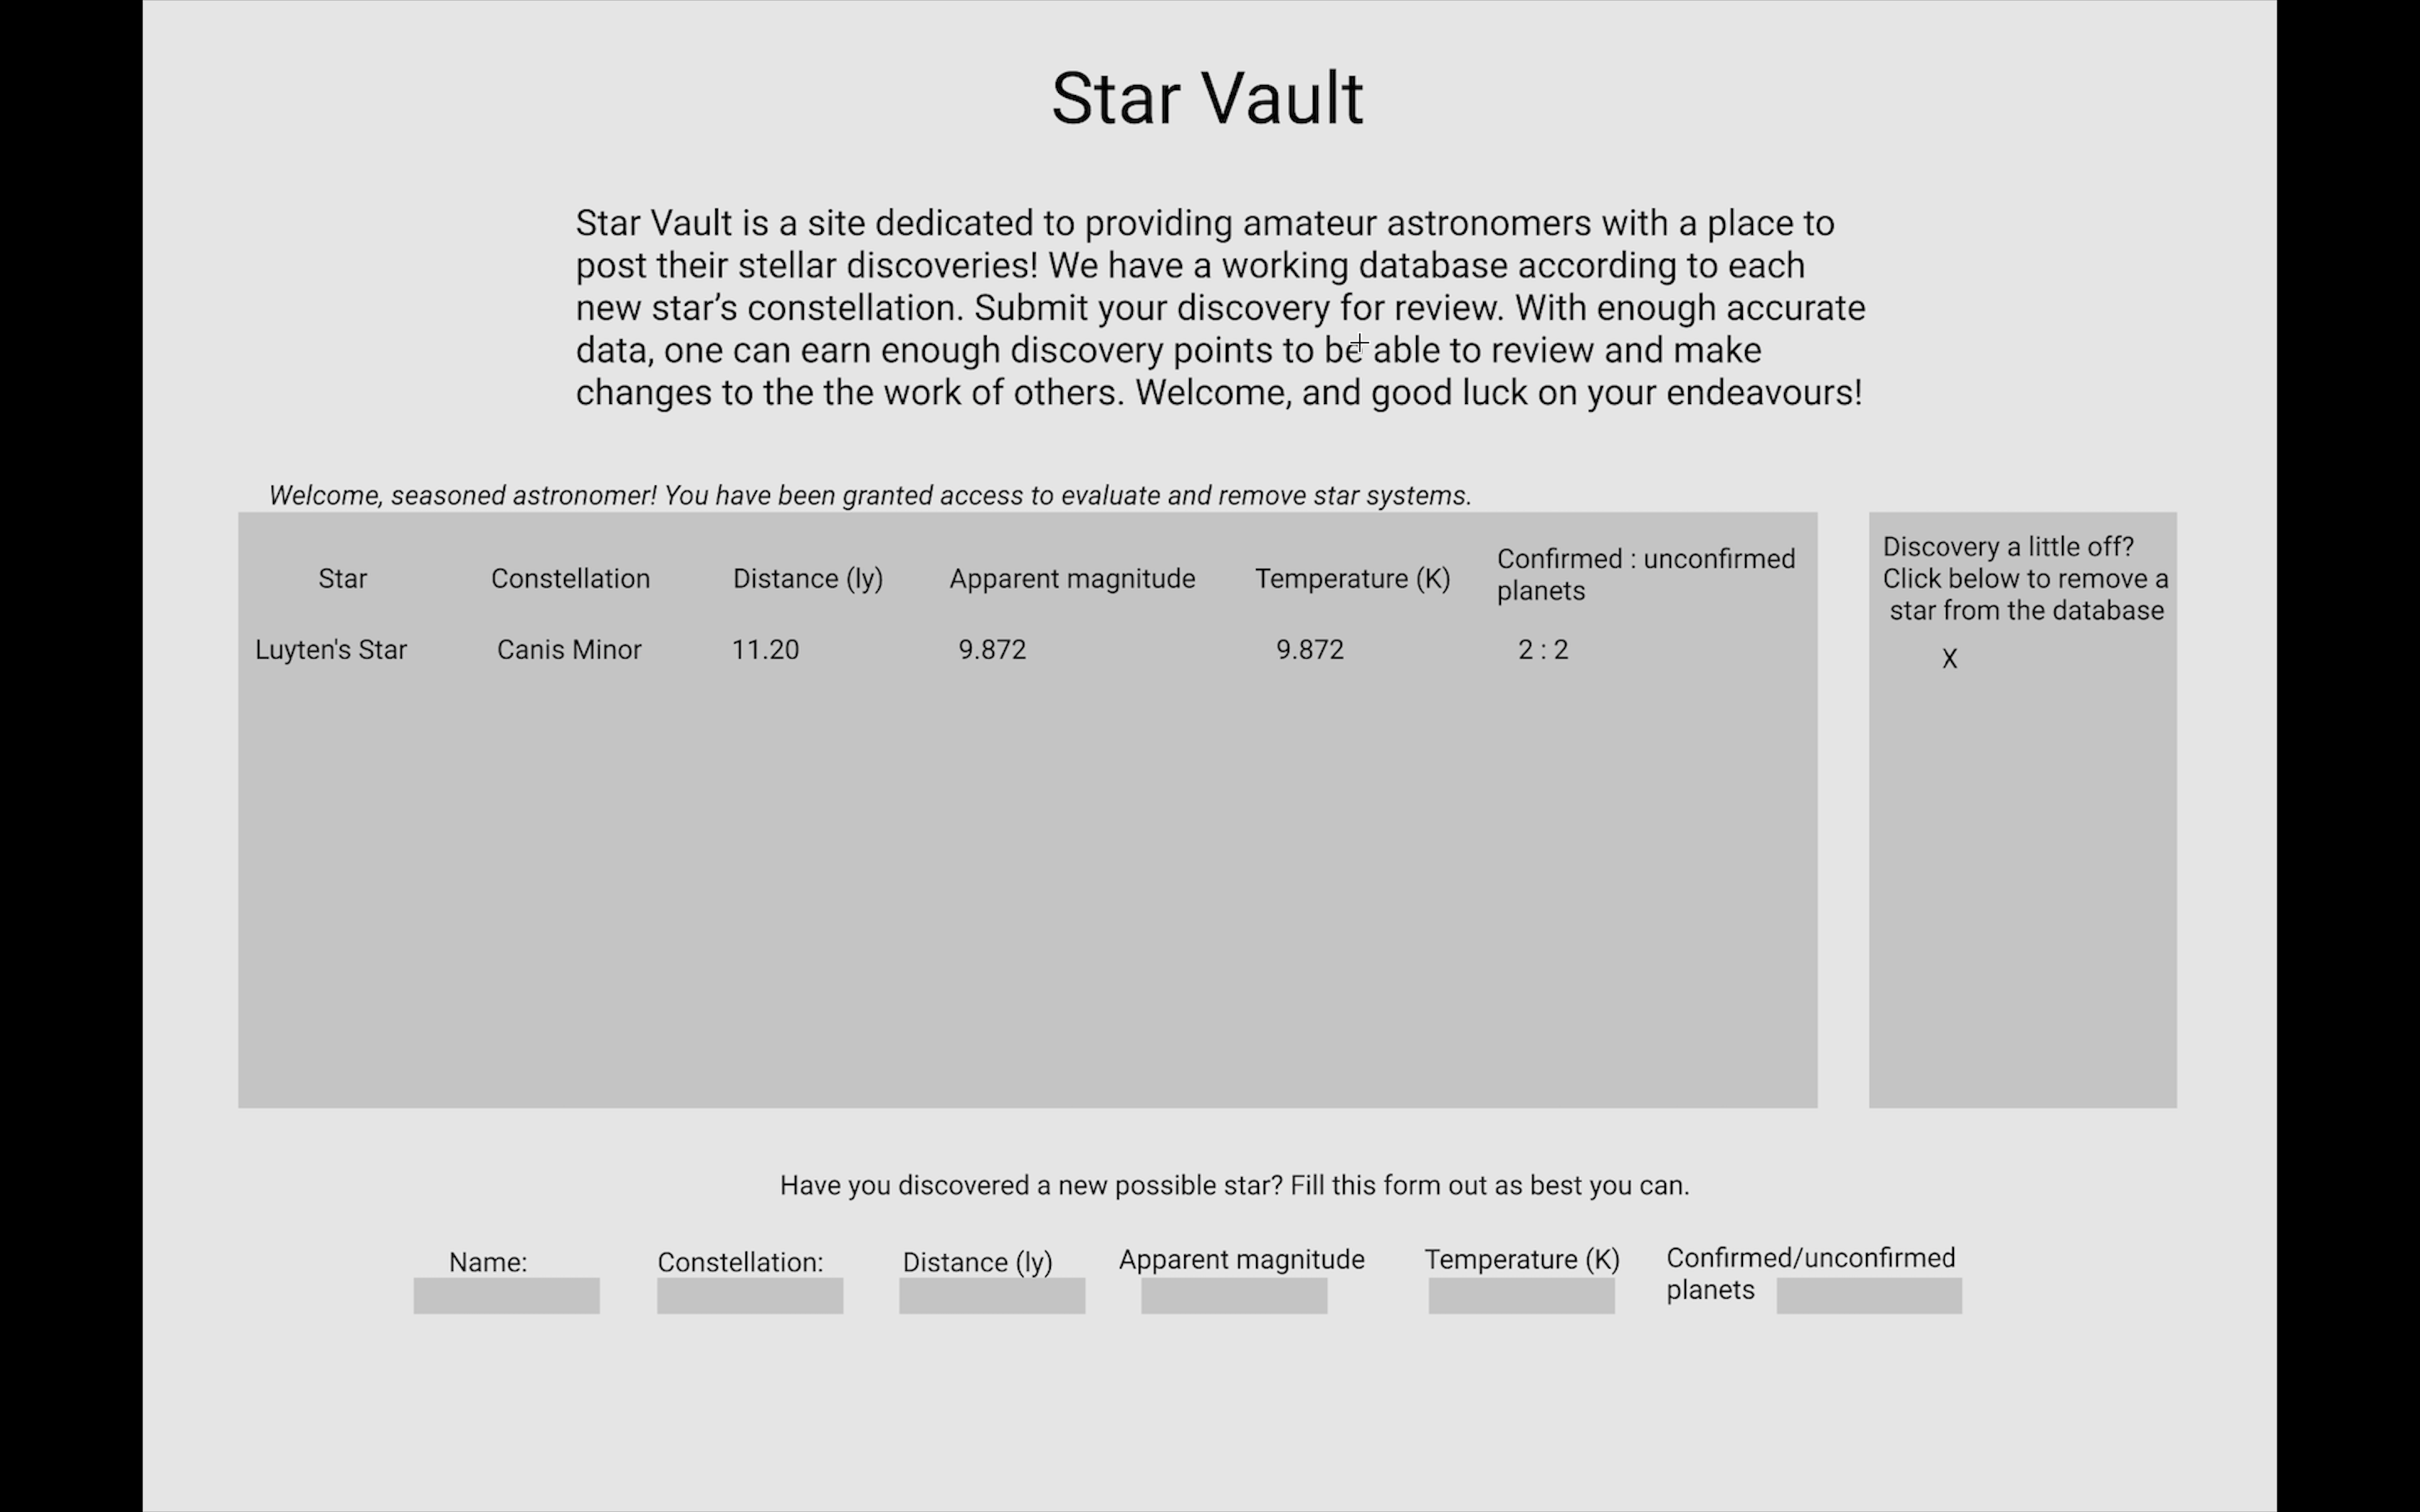 Star Vault
Star Vault is a site dedicated to providing amateur astronomers with a place to
post their stellar discoveries! We have a working database according to each
new star’s constellation. Submit your discovery for review. With enough accurate
data, one can earn enough discovery points to be able to review and make
changes to the the work of others. Welcome, and good luck on your endeavours!
Welcome, seasoned astronomer! You have been granted access to evaluate and remove star systems.
Star Constellation Distance (ly) Apparent magnitude Temperature (K) Confirmed : unconfirmed
planets
Luyten's Star Canis Minor 11.20 9.872 9.872 2 : 2
Discovery a little off?
Click below to remove a
star from the database
X
Have you discovered a new possible star? Fill this form out as best you can.
Name: Constellation: Distance (ly) Apparent magnitude Temperature (K) Confirmed/unconfirmed
planets